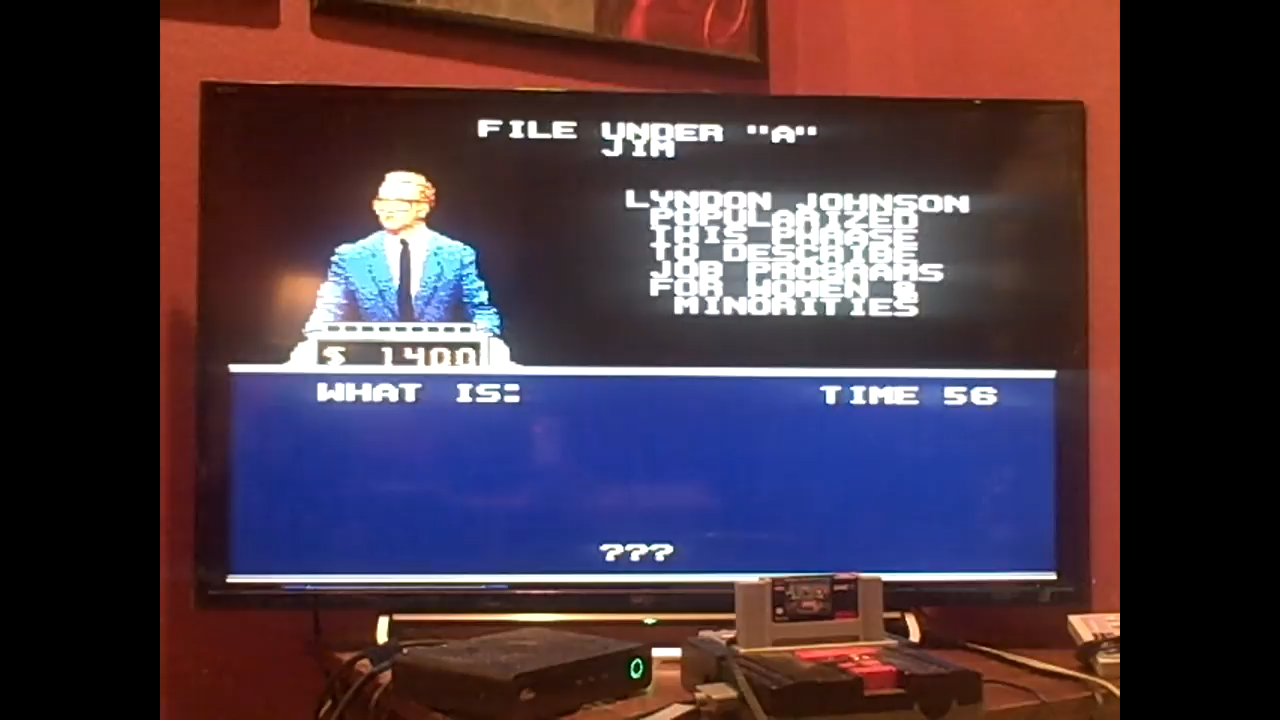 FILE UNDER "A"
JIM
LYNDON JOHNSON
POPULARIZED
THIS PHRASE
TO DESCRIBE
JOB PROGRAMS
FOR WOMEN &
MINORITIES
$ 1400
WHAT IS:
TIME 56
???